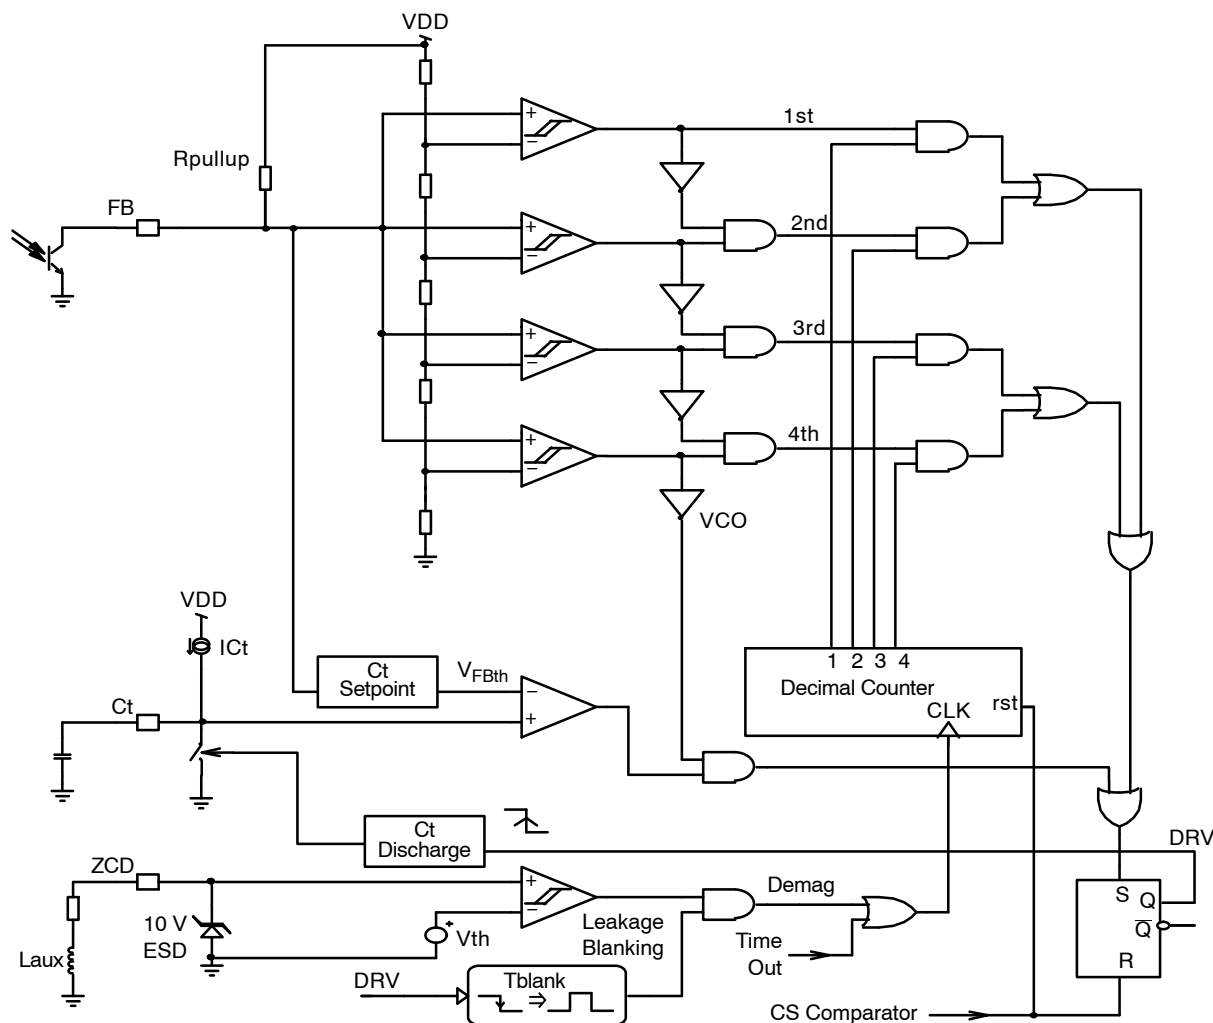 VDD
1st
Rpullup
FB
2nd
3rd
4th
VCO
VDD
ICt
Ct
Setpoint
VFBth
Ct
1 2 3 4
Decimal Counter
rst
CLK
Ct
Discharge
DRV
ZCD
Demag
S Q
Q
R
10 V
ESD
Vth
Leakage
Blanking
Time
Out
Laux
DRV
Tblank
⇒
CS Comparator
+
−
+
−
+
−
+
−
−
+
+
−
+